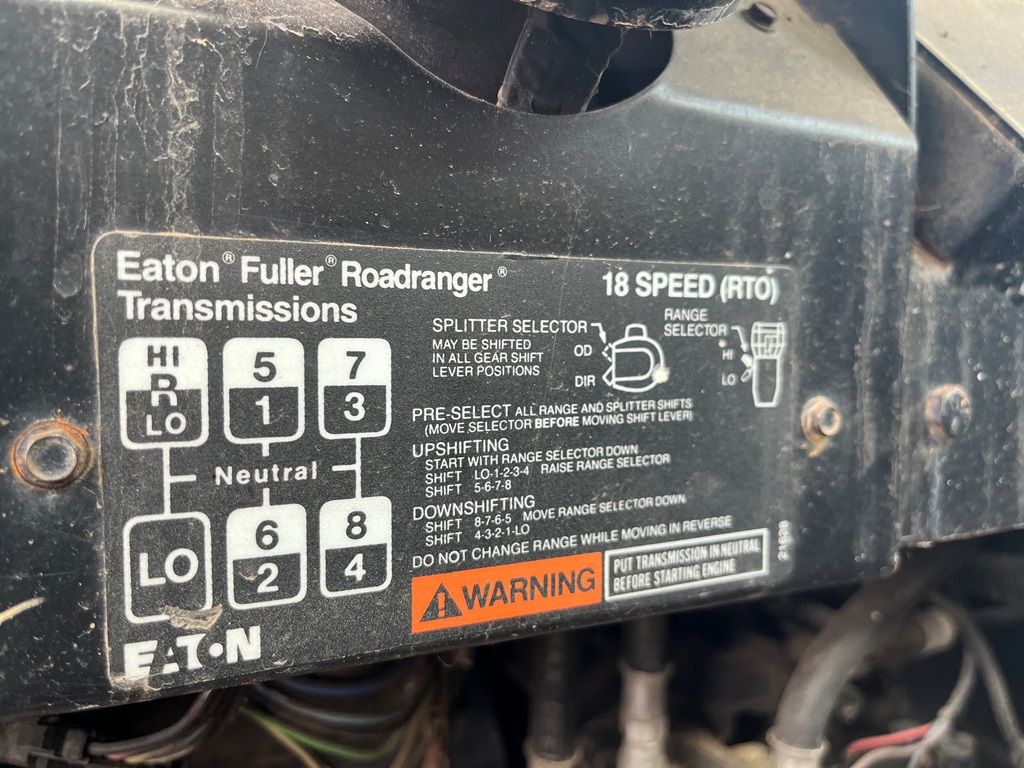 Eaton® Fuller® Roadranger®
Transmissions
18 SPEED (RTO)
HI
R
LO
5
1
7
3
Neutral
LO
6
2
8
4
SPLITTER SELECTOR
MAY BE SHIFTED
IN ALL GEAR SHIFT
LEVER POSITIONS
OD
DIR
RANGE
SELECTOR
HI
LO
PRE-SELECT ALL RANGE AND SPLITTER SHIFTS
(MOVE SELECTOR BEFORE MOVING SHIFT LEVER)
UPSHIFTING
START WITH RANGE SELECTOR DOWN
SHIFT LO-1-2-3-4 RAISE RANGE SELECTOR
SHIFT 5-6-7-8
DOWNSHIFTING
SHIFT 8-7-6-5 MOVE RANGE SELECTOR DOWN
SHIFT 4-3-2-1-LO
DO NOT CHANGE RANGE WHILE MOVING IN REVERSE
WARNING
PUT TRANSMISSION IN NEUTRAL
BEFORE STARTING ENGINE
EAT•N